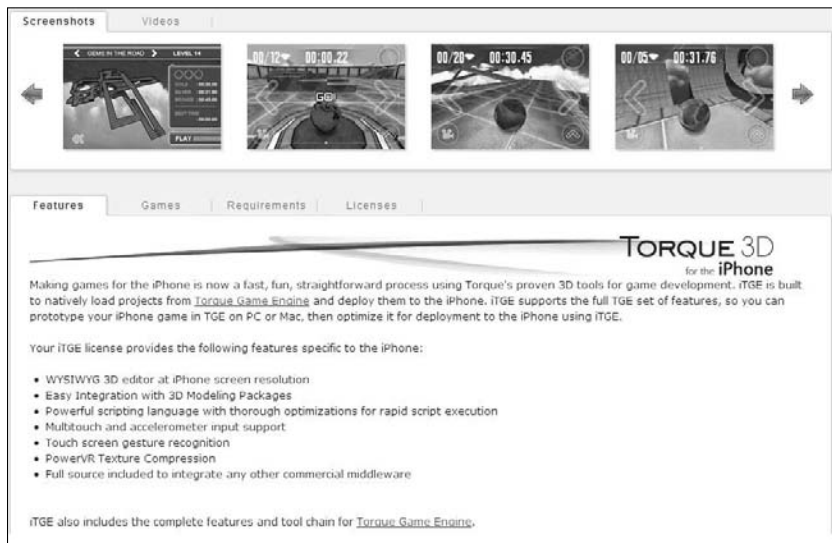 Screenshots Videos
GEMS IN THE ROAD LEVEL 14
PLAY
00/12 00:00.22
GO!
00/20 00:30.45
00/05 00:31.76
Features Games Requirements Licenses
TORQUE 3D
for the iPhone
Making games for the iPhone is now a fast, fun, straightforward process using Torque's proven 3D tools for game development. iTGE is built
to natively load projects from Torque Game Engine and deploy them to the iPhone. iTGE supports the full TGE set of features, so you can
prototype your iPhone game in TGE on PC or Mac, then optimize it for deployment to the iPhone using iTGE.
Your iTGE license provides the following features specific to the iPhone:
• WYSIWYG 3D editor at iPhone screen resolution
• Easy Integration with 3D Modeling Packages
• Powerful scripting language with thorough optimizations for rapid script execution
• Multitouch and accelerometer input support
• Touch screen gesture recognition
• PowerVR Texture Compression
• Full source included to integrate any other commercial middleware
iTGE also includes the complete features and tool chain for Torque Game Engine.